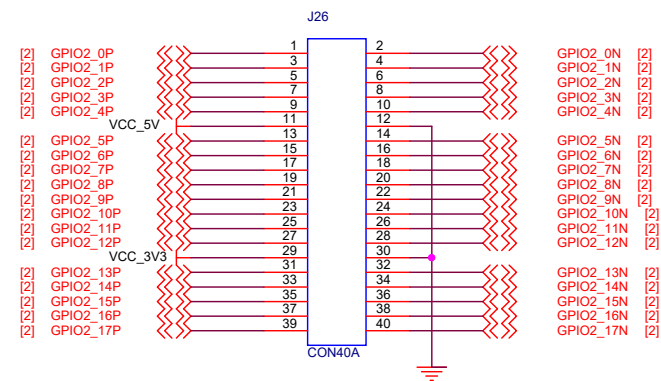 J26
[2] GPIO2_0P 1 2 GPIO2_0N [2]
[2] GPIO2_1P 3 4 GPIO2_1N [2]
[2] GPIO2_2P 5 6 GPIO2_2N [2]
[2] GPIO2_3P 7 8 GPIO2_3N [2]
[2] GPIO2_4P 9 10 GPIO2_4N [2]
VCC_5V 11 12
[2] GPIO2_5P 13 14 GPIO2_5N [2]
[2] GPIO2_6P 15 16 GPIO2_6N [2]
[2] GPIO2_7P 17 18 GPIO2_7N [2]
[2] GPIO2_8P 19 20 GPIO2_8N [2]
[2] GPIO2_9P 21 22 GPIO2_9N [2]
[2] GPIO2_10P 23 24 GPIO2_10N [2]
[2] GPIO2_11P 25 26 GPIO2_11N [2]
[2] GPIO2_12P 27 28 GPIO2_12N [2]
VCC_3V3 29 30
[2] GPIO2_13P 31 32 GPIO2_13N [2]
[2] GPIO2_14P 33 34 GPIO2_14N [2]
[2] GPIO2_15P 35 36 GPIO2_15N [2]
[2] GPIO2_16P 37 38 GPIO2_16N [2]
[2] GPIO2_17P 39 40 GPIO2_17N [2]
CON40A